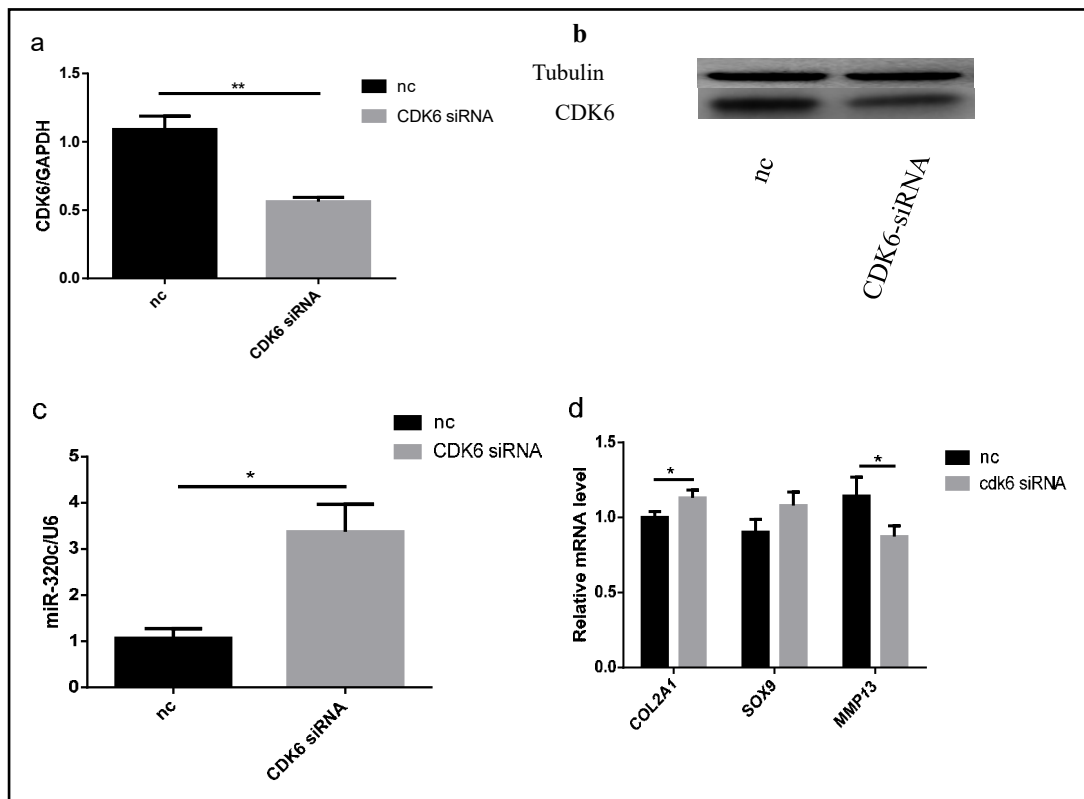 a
1.5
1.0
0.5
0.0
CDK6/GAPDH
**
nc
CDK6 siRNA
nc
CDK6 siRNA
b
Tubulin
CDK6
nc
CDK6-siRNA
c
nc
CDK6 siRNA
5
4
3
2
1
0
miR-320c/U6
*
nc
CDK6 siRNA
d
nc
cdk6 siRNA
1.5
1.0
0.5
0.0
Relative mRNA level
*
*
COL2A1
SOX9
MMP13